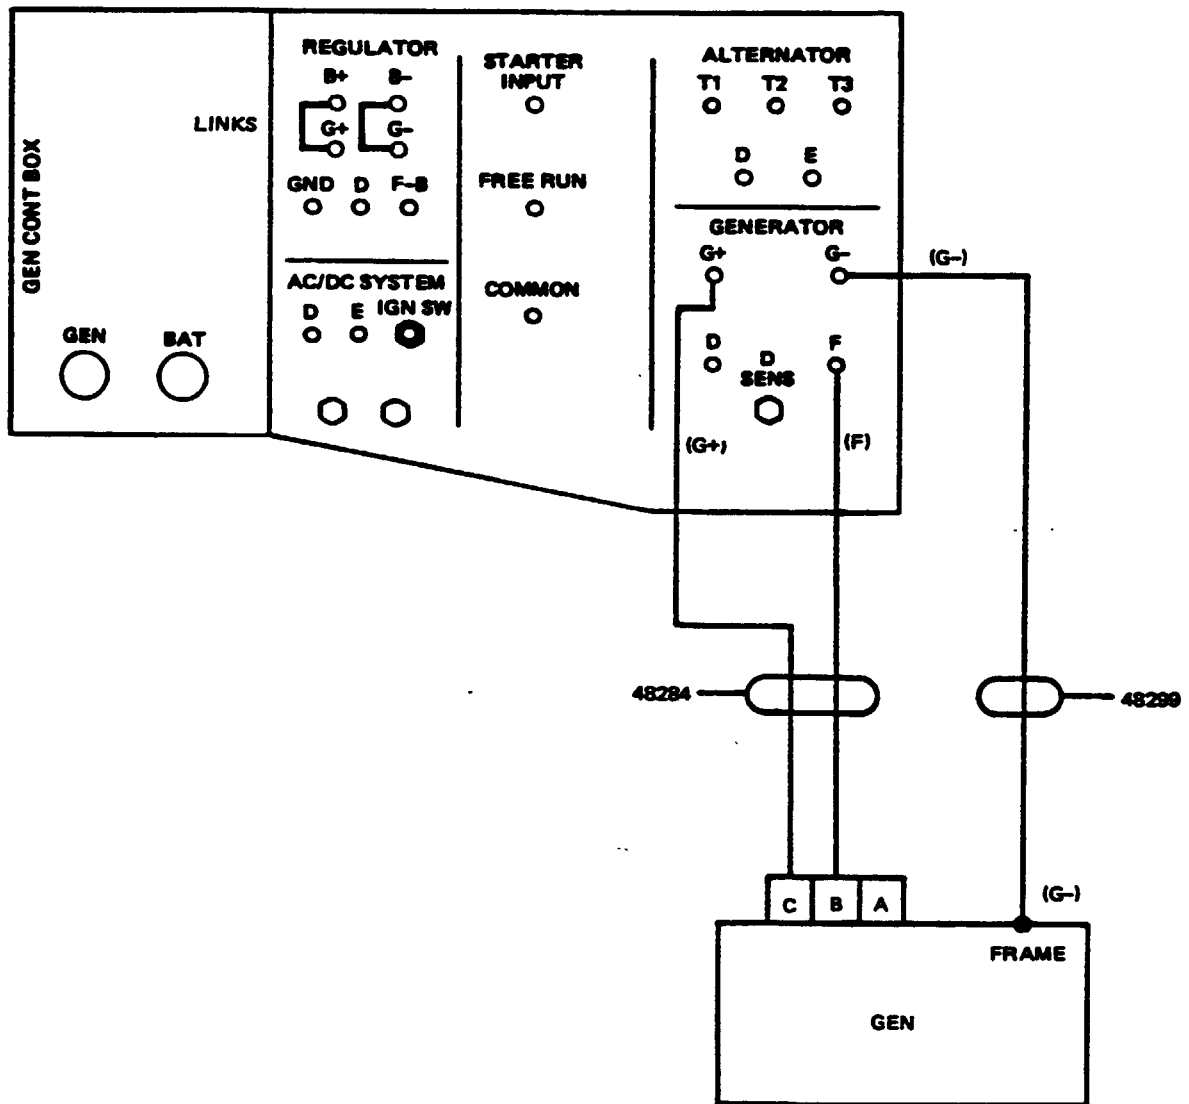 GEN CONT BOX
LINKS
GEN
BAT
REGULATOR
B+ B-
G+ G-
GND D F-B
AC/DC SYSTEM
D E IGN SW
STARTER
INPUT
FREE RUN
COMMON
ALTERNATOR
T1 T2 T3
D E
GENERATOR
G+ G-
D F
D
SENS
(G-)
(G+)
(F)
48284
48299
C B A
(G-)
FRAME
GEN